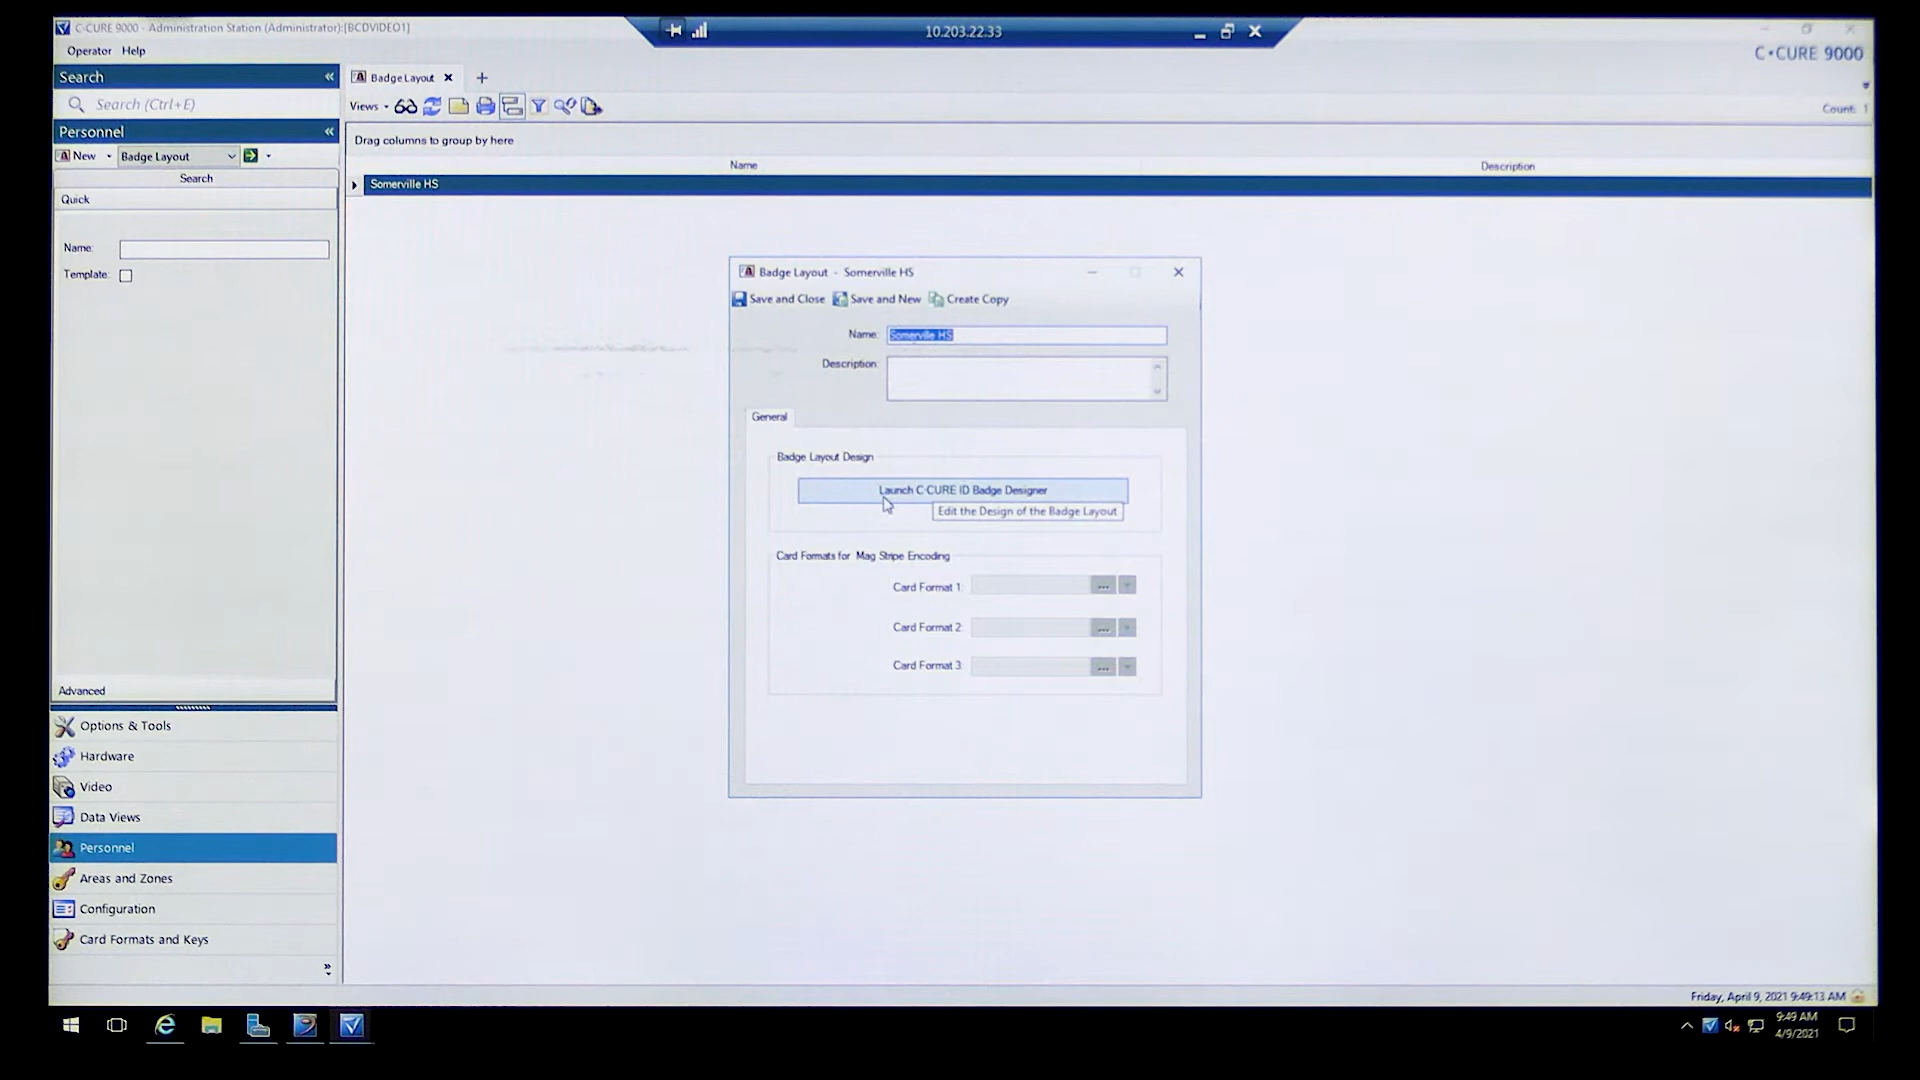 C•CURE 9000 - Administration Station (Administrator):[BCDVIDEO1]
10.203.22.33
Operator Help
C•CURE 9000
Search
Badge Layout
Search (Ctrl+E)
Views
Count: 1
Personnel
Drag columns to group by here
New
Badge Layout
Name
Description
Search
Somerville HS
Quick
Name:
Template:
Badge Layout - Somerville HS
Save and Close
Save and New
Create Copy
Name: Somerville HS
Description:
General
Badge Layout Design
Launch C•CURE ID Badge Designer
Edit the Design of the Badge Layout
Card Formats for Mag Stripe Encoding
Card Format 1: ...
Card Format 2: ...
Card Format 3: ...
Advanced
Options & Tools
Hardware
Video
Data Views
Personnel
Areas and Zones
Configuration
Card Formats and Keys
Friday, April 9, 2021 9:49:13 AM
9:49 AM
4/9/2021